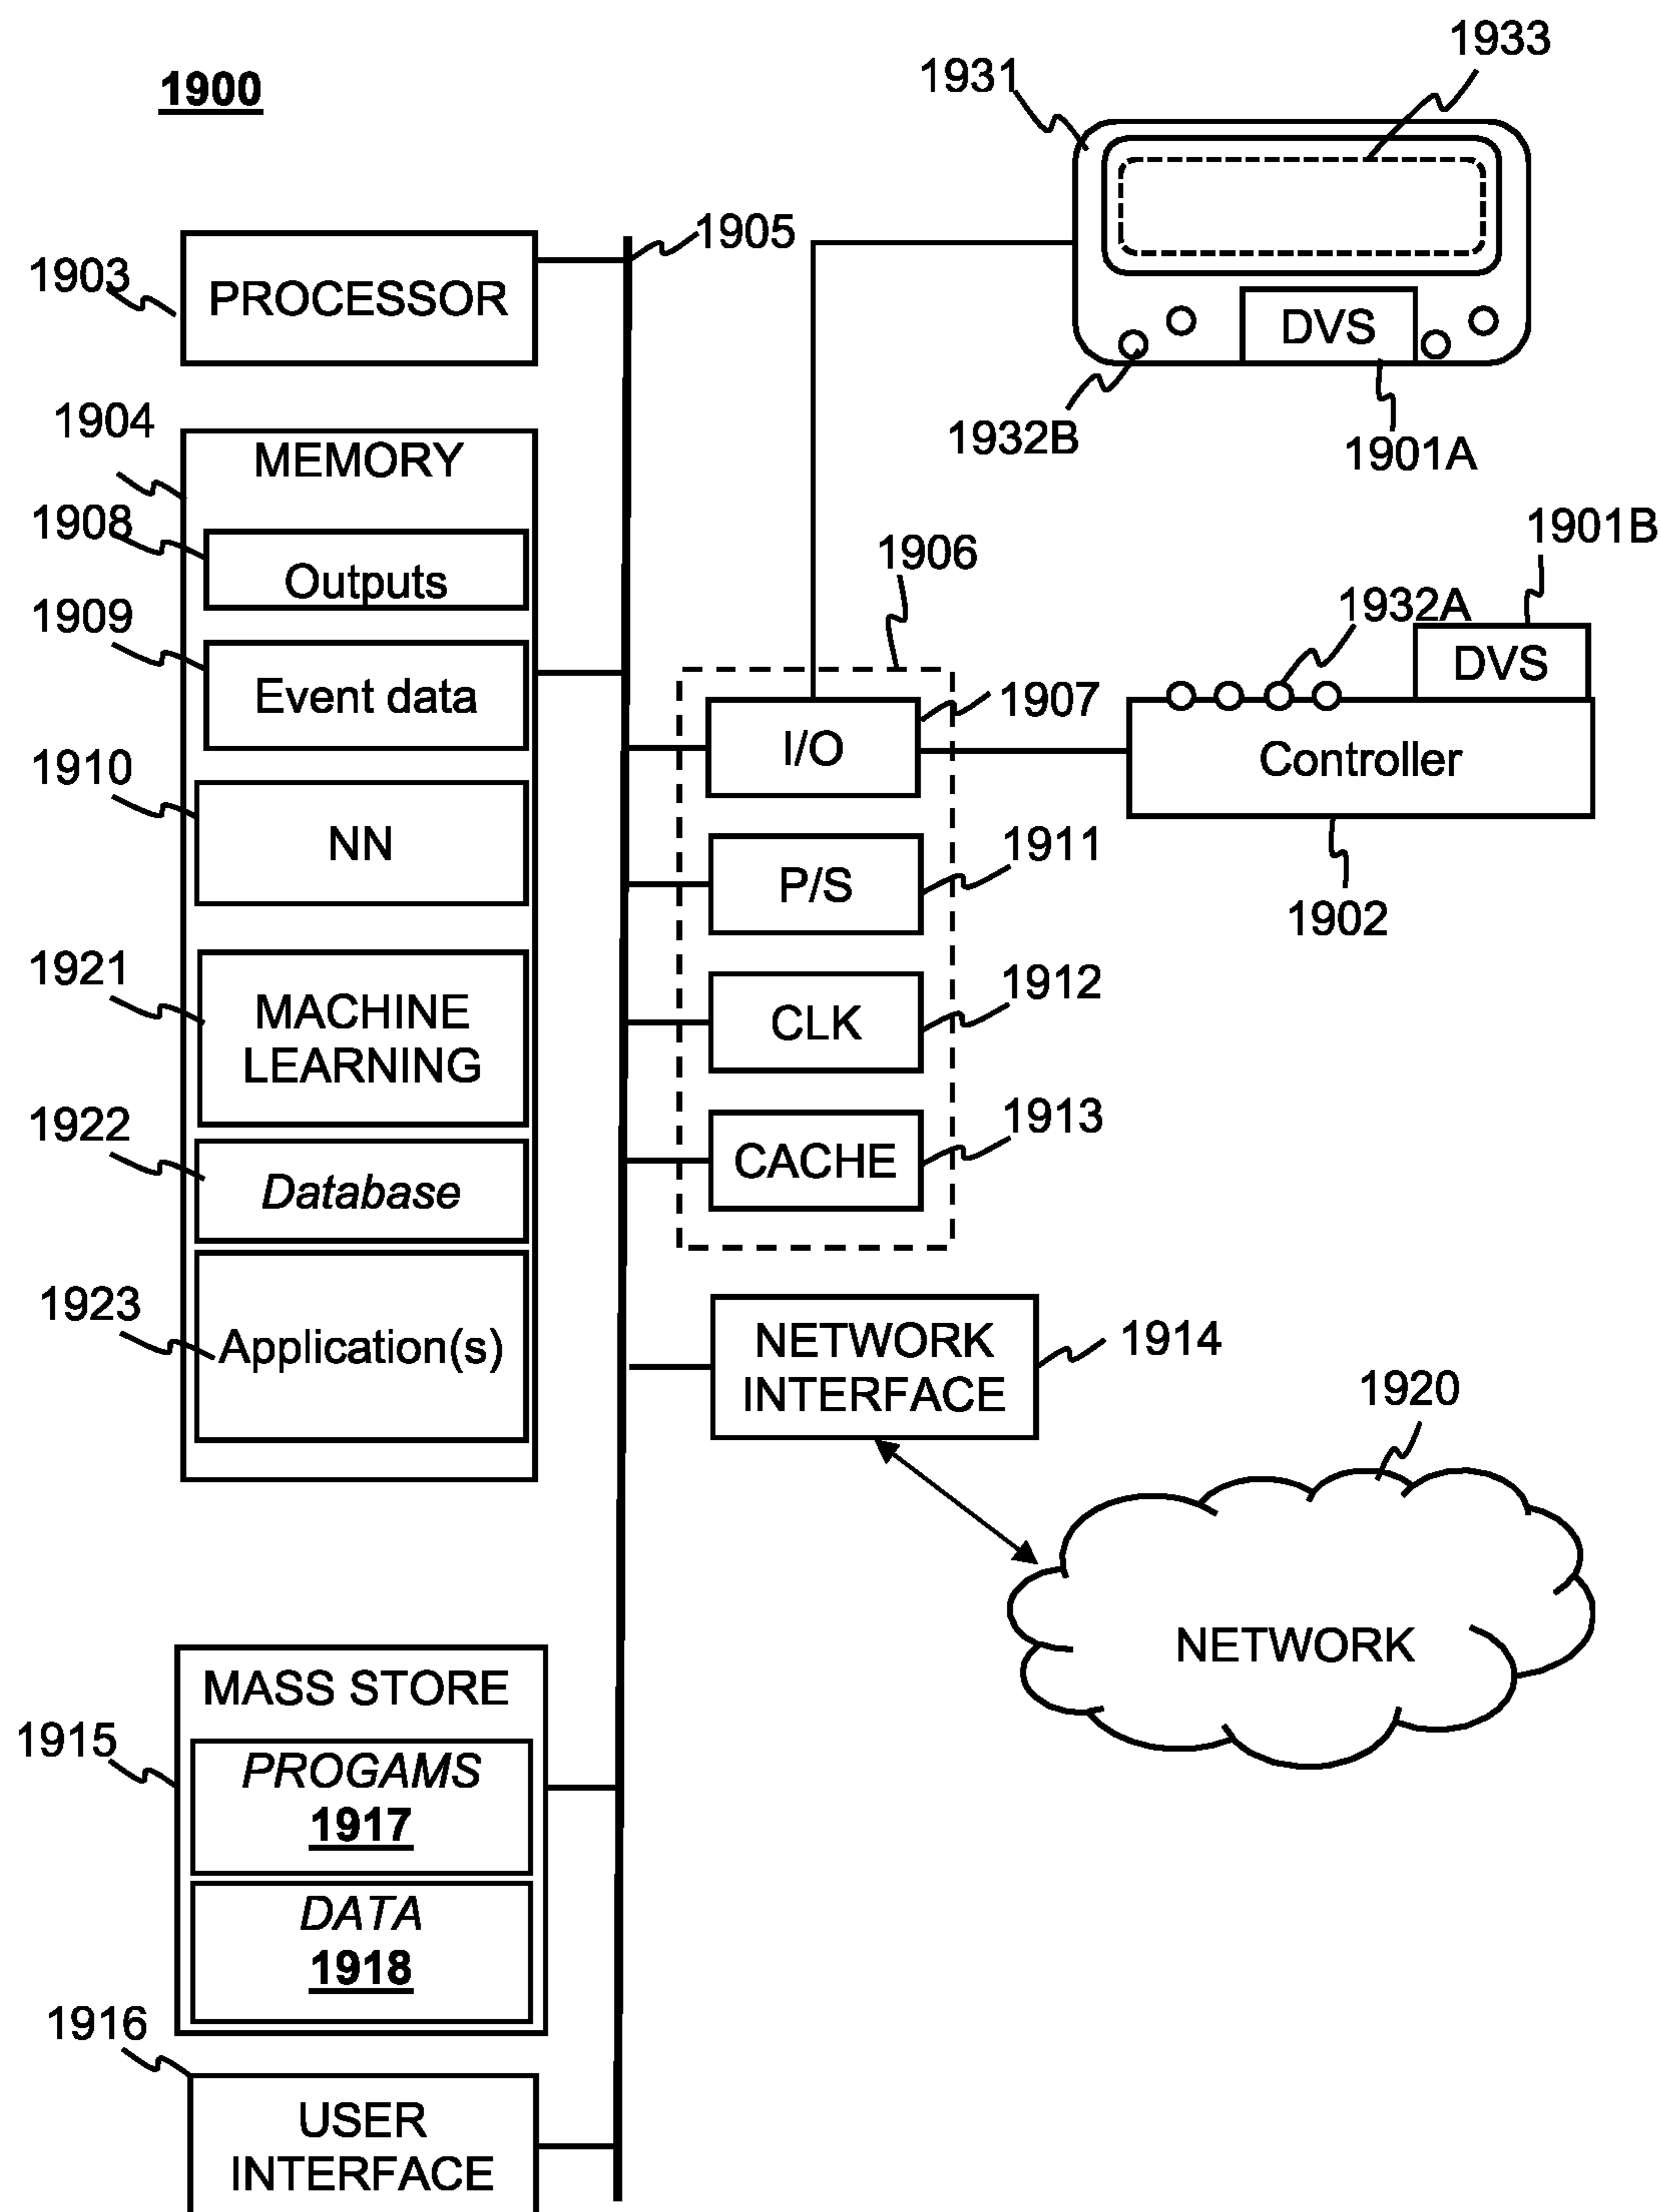 1900
1933
1931
1905
1903
PROCESSOR
DVS
1932B
1901A
1904
MEMORY
1908
Outputs
1909
Event data
1910
NN
1921
MACHINE
LEARNING
1922
Database
1923
Application(s)
1906
1907
I/O
1901B
1932A
DVS
Controller
1902
1911
P/S
1912
CLK
1913
CACHE
NETWORK
INTERFACE
1914
1920
NETWORK
MASS STORE
1915
PROGAMS
1917
DATA
1918
1916
USER
INTERFACE